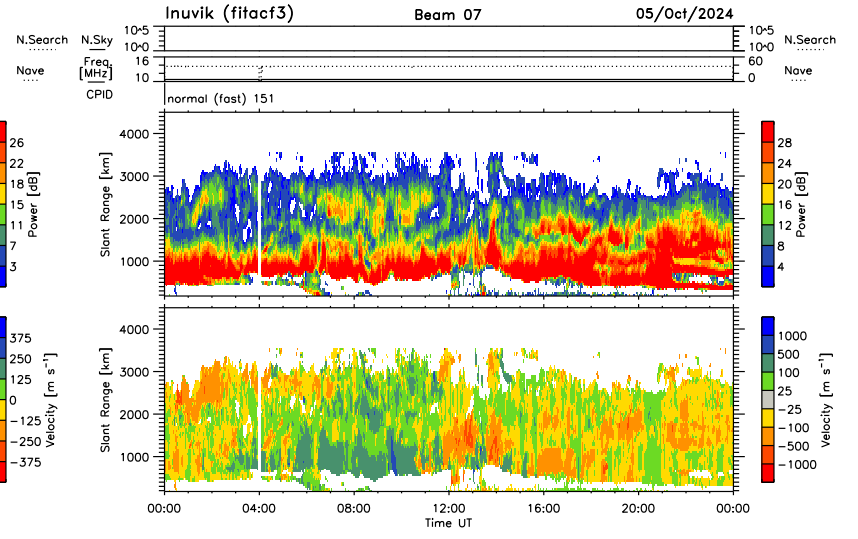 Inuvik (fitacf3) Beam 07 05/Oct/2024
N.Search N.Sky 10^5 10^5 N.Search
10^0 10^0
Nave Freq. [MHz] 16 60 Nave
10 0
CPID normal (fast) 151
Power [dB] 26 22 18 15 11 7 3
Slant Range [km] 4000 3000 2000 1000
Power [dB] 28 24 20 16 12 8 4
Velocity [m s⁻¹] 375 250 125 0 −125 −250 −375
Slant Range [km] 4000 3000 2000 1000
Velocity [m s⁻¹] 1000 500 100 25 −25 −100 −500 −1000
00:00 04:00 08:00 12:00 16:00 20:00 00:00
Time UT